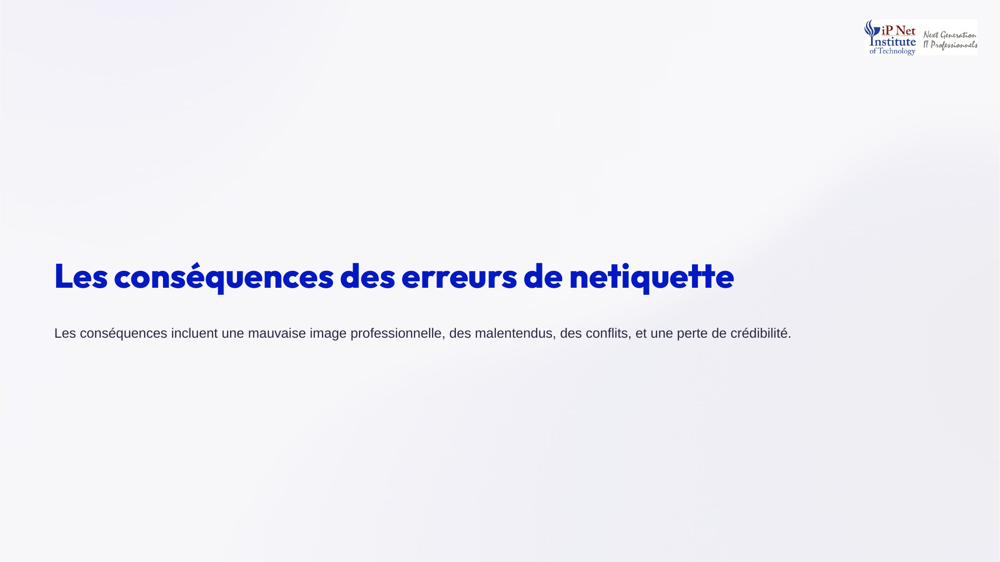 iP Net
Institute
of Technology
Next Generation
IT Professionnels
Les conséquences des erreurs de netiquette
Les conséquences incluent une mauvaise image professionnelle, des malentendus, des conflits, et une perte de crédibilité.